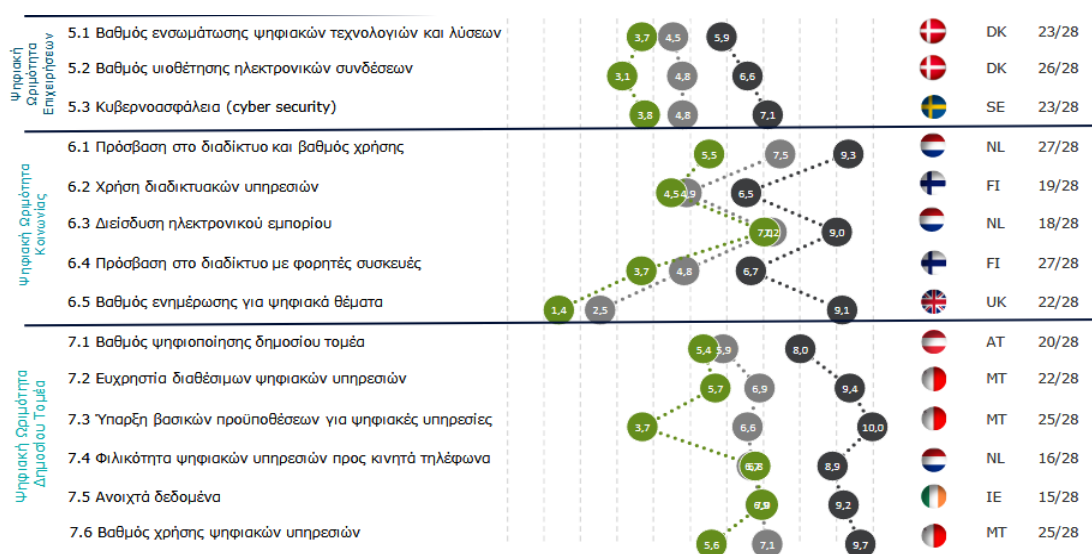 Ψηφιακή
Ωριμότητα
Επιχειρήσεων
5.1 Βαθμός ενσωμάτωσης ψηφιακών τεχνολογιών και λύσεων 3,7 4,5 5,9 DK 23/28
5.2 Βαθμός υιοθέτησης ηλεκτρονικών συνδέσεων 3,1 4,8 6,6 DK 26/28
5.3 Κυβερνοασφάλεια (cyber security) 3,8 4,8 7,1 SE 23/28
Ψηφιακή Ωριμότητα
Κοινωνίας
6.1 Πρόσβαση στο διαδίκτυο και βαθμός χρήσης 5,5 7,5 9,3 NL 27/28
6.2 Χρήση διαδικτυακών υπηρεσιών 4,5 4,9 6,5 FI 19/28
6.3 Διείσδυση ηλεκτρονικού εμπορίου 9,0 NL 18/28
6.4 Πρόσβαση στο διαδίκτυο με φορητές συσκευές 3,7 4,8 6,7 FI 27/28
6.5 Βαθμός ενημέρωσης για ψηφιακά θέματα 1,4 2,5 9,1 UK 22/28
Ψηφιακή Ωριμότητα
Δημοσίου Τομέα
7.1 Βαθμός ψηφιοποίησης δημοσίου τομέα 5,4 5,9 8,0 AT 20/28
7.2 Ευχρηστία διαθέσιμων ψηφιακών υπηρεσιών 5,7 6,9 9,4 MT 22/28
7.3 Ύπαρξη βασικών προϋποθέσεων για ψηφιακές υπηρεσίες 3,7 6,6 10,0 MT 25/28
7.4 Φιλικότητα ψηφιακών υπηρεσιών προς κινητά τηλέφωνα 8,9 NL 16/28
7.5 Ανοιχτά δεδομένα 9,2 IE 15/28
7.6 Βαθμός χρήσης ψηφιακών υπηρεσιών 5,6 7,1 9,7 MT 25/28